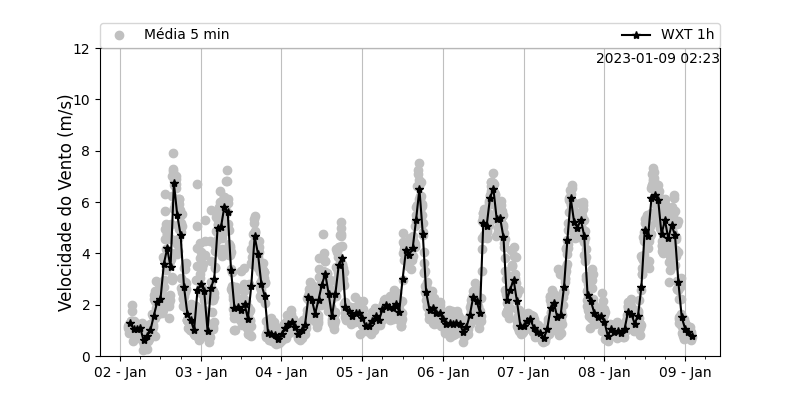 Média 5 min
WXT 1h
2023-01-09 02:23
Velocidade do Vento (m/s)
12
10
8
6
4
2
0
02 - Jan
03 - Jan
04 - Jan
05 - Jan
06 - Jan
07 - Jan
08 - Jan
09 - Jan